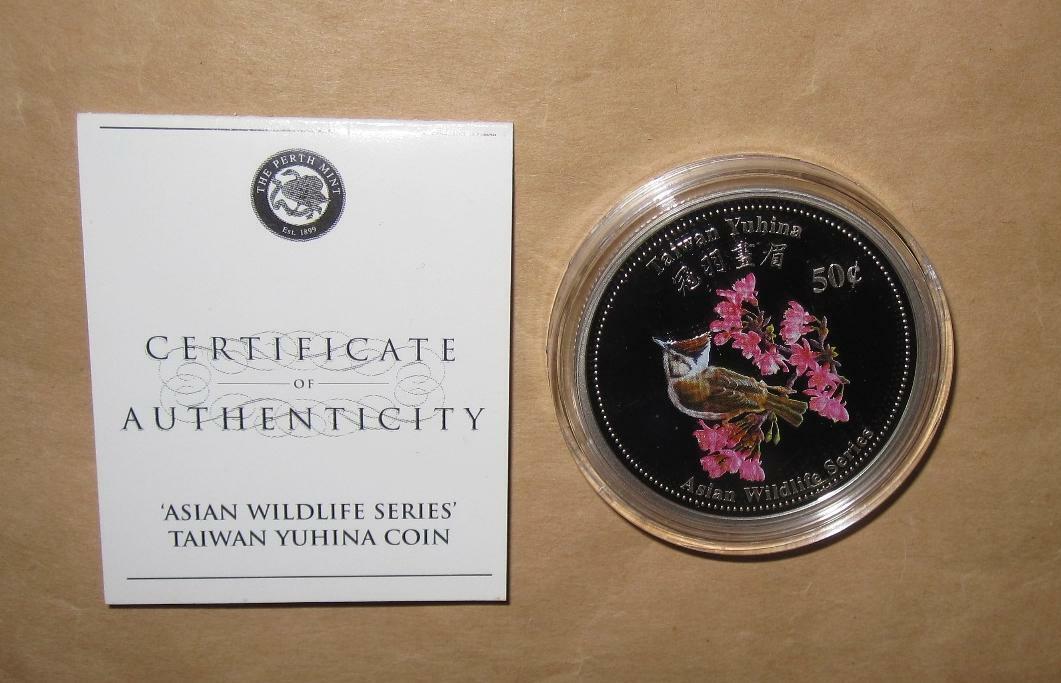 THE PERTH MINT
Est. 1899
CERTIFICATE
OF
AUTHENTICITY
'ASIAN WILDLIFE SERIES'
TAIWAN YUHINA COIN
Taiwan Yuhina
冠羽畫眉
50¢
Asian Wildlife Series